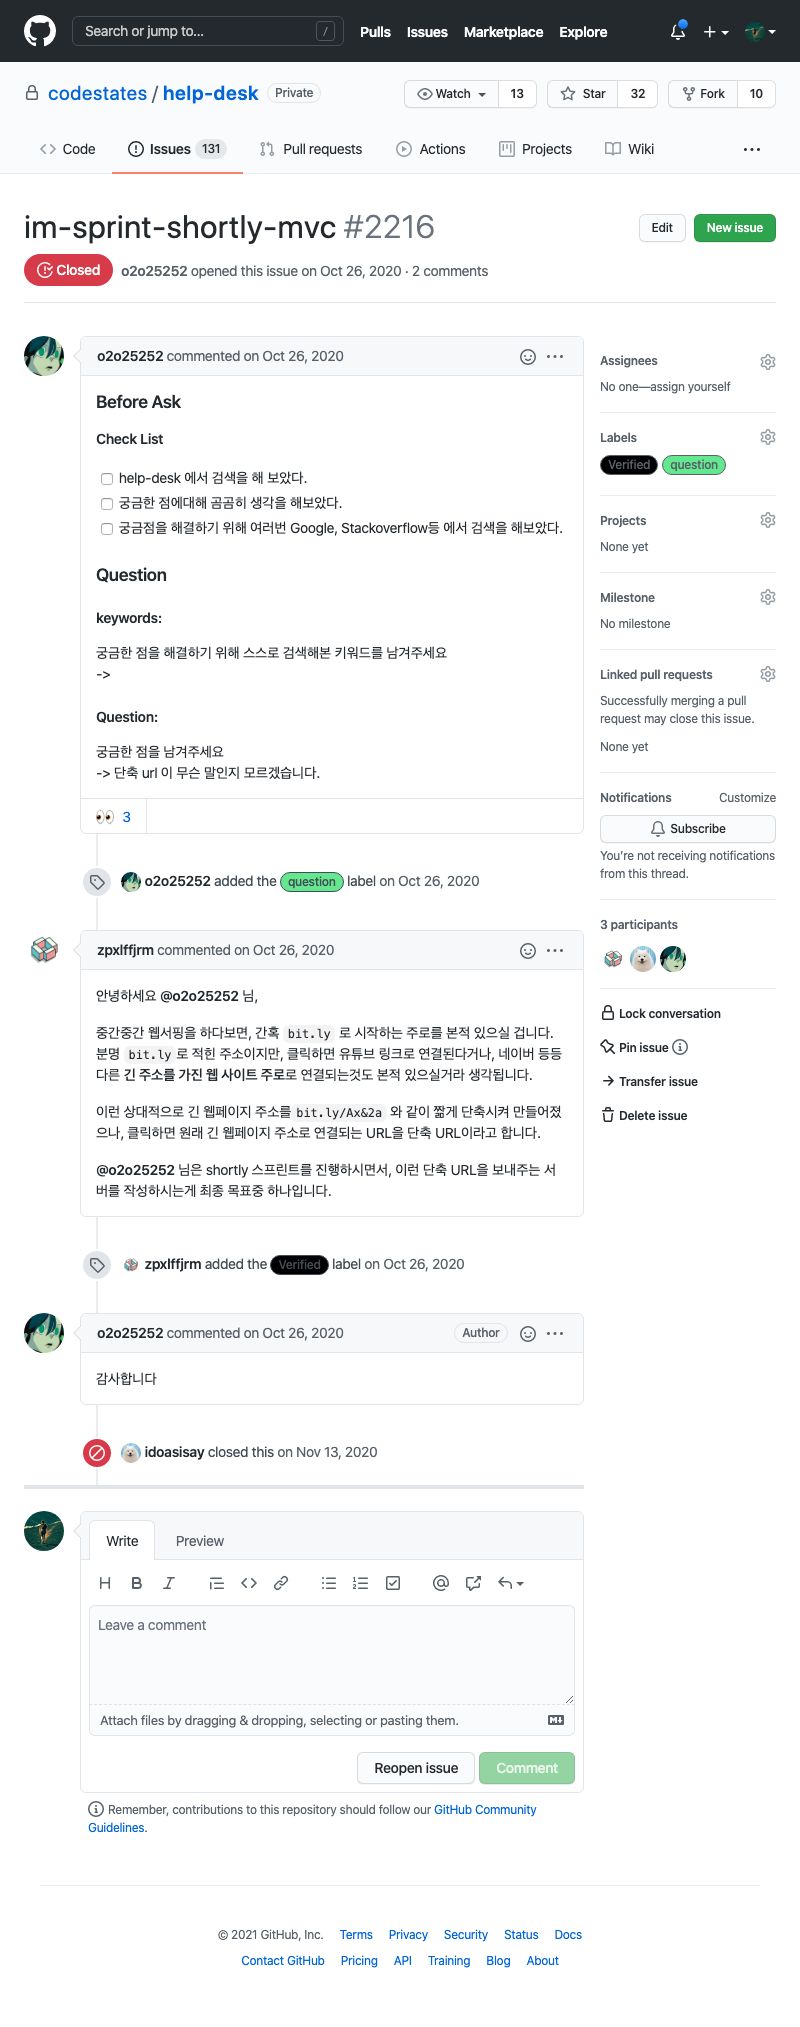 Search or jump to... /
Pulls Issues Marketplace Explore
codestates / help-desk Private
Watch 13 Star 32 Fork 10
Code Issues 131 Pull requests Actions Projects Wiki
im-sprint-shortly-mvc #2216
Edit New issue
Closed o2o25252 opened this issue on Oct 26, 2020 · 2 comments
o2o25252 commented on Oct 26, 2020
Before Ask
Check List
help-desk 에서 검색을 해 보았다.
궁금한 점에대해 곰곰히 생각을 해보았다.
궁금점을 해결하기 위해 여러번 Google, Stackoverflow등 에서 검색을 해보았다.
Question
keywords:
궁금한 점을 해결하기 위해 스스로 검색해본 키워드를 남겨주세요
->
Question:
궁금한 점을 남겨주세요
-> 단축 url 이 무슨 말인지 모르겠습니다.
👀 3
o2o25252 added the question label on Oct 26, 2020
zpxlffjrm commented on Oct 26, 2020
안녕하세요 @o2o25252 님,
중간중간 웹서핑을 하다보면, 간혹 bit.ly 로 시작하는 주로를 본적 있으실 겁니다.
분명 bit.ly 로 적힌 주소이지만, 클릭하면 유튜브 링크로 연결된다거나, 네이버 등등
다른 긴 주소를 가진 웹 사이트 주로로 연결되는것도 본적 있으실거라 생각됩니다.
이런 상대적으로 긴 웹페이지 주소를 bit.ly/Ax&2a 와 같이 짧게 단축시켜 만들어졌
으나, 클릭하면 원래 긴 웹페이지 주소로 연결되는 URL을 단축 URL이라고 합니다.
@o2o25252 님은 shortly 스프린트를 진행하시면서, 이런 단축 URL을 보내주는 서
버를 작성하시는게 최종 목표중 하나입니다.
zpxlffjrm added the Verified label on Oct 26, 2020
o2o25252 commented on Oct 26, 2020 Author
감사합니다
idoasisay closed this on Nov 13, 2020
Write Preview
Leave a comment
Attach files by dragging & dropping, selecting or pasting them.
Reopen issue Comment
Remember, contributions to this repository should follow our GitHub Community
Guidelines.
Assignees
No one—assign yourself
Labels
Verified question
Projects
None yet
Milestone
No milestone
Linked pull requests
Successfully merging a pull
request may close this issue.
None yet
Notifications Customize
Subscribe
You're not receiving notifications
from this thread.
3 participants
Lock conversation
Pin issue
Transfer issue
Delete issue
© 2021 GitHub, Inc. Terms Privacy Security Status Docs
Contact GitHub Pricing API Training Blog About